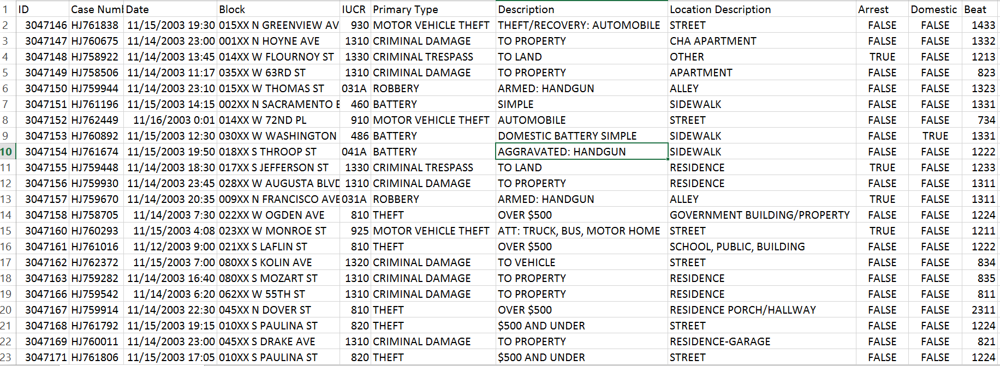 1 ID Case Num Date Block IUCR Primary Type Description Location Description Arrest Domestic Beat
2 3047146 HJ761838 11/15/2003 19:30 015XX N GREENVIEW AV 930 MOTOR VEHICLE THEFT THEFT/RECOVERY: AUTOMOBILE STREET FALSE FALSE 1433
3 3047147 HJ760675 11/14/2003 23:00 001XX N HOYNE AVE 1310 CRIMINAL DAMAGE TO PROPERTY CHA APARTMENT FALSE FALSE 1332
4 3047148 HJ758922 11/14/2003 13:45 014XX W FLOURNOY ST 1330 CRIMINAL TRESPASS TO LAND OTHER TRUE FALSE 1213
5 3047149 HJ758506 11/14/2003 11:17 035XX W 63RD ST 1310 CRIMINAL DAMAGE TO PROPERTY APARTMENT FALSE FALSE 823
6 3047150 HJ759944 11/14/2003 23:10 015XX W THOMAS ST 031A ROBBERY ARMED: HANDGUN ALLEY FALSE FALSE 1323
7 3047151 HJ761196 11/15/2003 14:15 002XX N SACRAMENTO 460 BATTERY SIMPLE SIDEWALK FALSE FALSE 1331
8 3047152 HJ762449 11/16/2003 0:01 014XX W 72ND PL 910 MOTOR VEHICLE THEFT AUTOMOBILE STREET FALSE FALSE 734
9 3047153 HJ760892 11/15/2003 12:30 030XX W WASHINGTON 486 BATTERY DOMESTIC BATTERY SIMPLE SIDEWALK FALSE TRUE 1331
10 3047154 HJ761674 11/15/2003 19:50 018XX S THROOP ST 041A BATTERY AGGRAVATED: HANDGUN SIDEWALK FALSE FALSE 1222
11 3047155 HJ759448 11/14/2003 18:30 017XX S JEFFERSON ST 1330 CRIMINAL TRESPASS TO LAND RESIDENCE TRUE FALSE 1233
12 3047156 HJ759930 11/14/2003 23:45 028XX W AUGUSTA BLVD 1310 CRIMINAL DAMAGE TO PROPERTY RESIDENCE FALSE FALSE 1311
13 3047157 HJ759670 11/14/2003 20:35 009XX N FRANCISCO AVE 031A ROBBERY ARMED: HANDGUN ALLEY TRUE FALSE 1311
14 3047158 HJ758705 11/14/2003 7:30 022XX W OGDEN AVE 810 THEFT OVER $500 GOVERNMENT BUILDING/PROPERTY FALSE FALSE 1224
15 3047160 HJ760293 11/15/2003 4:08 023XX W MONROE ST 925 MOTOR VEHICLE THEFT ATT: TRUCK, BUS, MOTOR HOME STREET TRUE FALSE 1211
16 3047161 HJ761016 11/12/2003 9:00 021XX S LAFLIN ST 810 THEFT OVER $500 SCHOOL, PUBLIC, BUILDING FALSE FALSE 1222
17 3047162 HJ762372 11/15/2003 7:00 080XX S KOLIN AVE 1320 CRIMINAL DAMAGE TO VEHICLE STREET FALSE FALSE 834
18 3047163 HJ759282 11/14/2003 16:40 080XX S MOZART ST 1310 CRIMINAL DAMAGE TO PROPERTY RESIDENCE FALSE FALSE 835
19 3047166 HJ759542 11/14/2003 6:20 062XX W 55TH ST 1310 CRIMINAL DAMAGE TO PROPERTY RESIDENCE FALSE FALSE 811
20 3047167 HJ759914 11/14/2003 22:30 045XX N DOVER ST 810 THEFT OVER $500 RESIDENCE PORCH/HALLWAY FALSE FALSE 2311
21 3047168 HJ761792 11/15/2003 19:15 010XX S PAULINA ST 820 THEFT $500 AND UNDER STREET FALSE FALSE 1224
22 3047169 HJ760011 11/14/2003 23:00 045XX S DRAKE AVE 1310 CRIMINAL DAMAGE TO PROPERTY RESIDENCE-GARAGE FALSE FALSE 821
23 3047171 HJ761806 11/15/2003 17:05 010XX S PAULINA ST 820 THEFT $500 AND UNDER STREET FALSE FALSE 1224